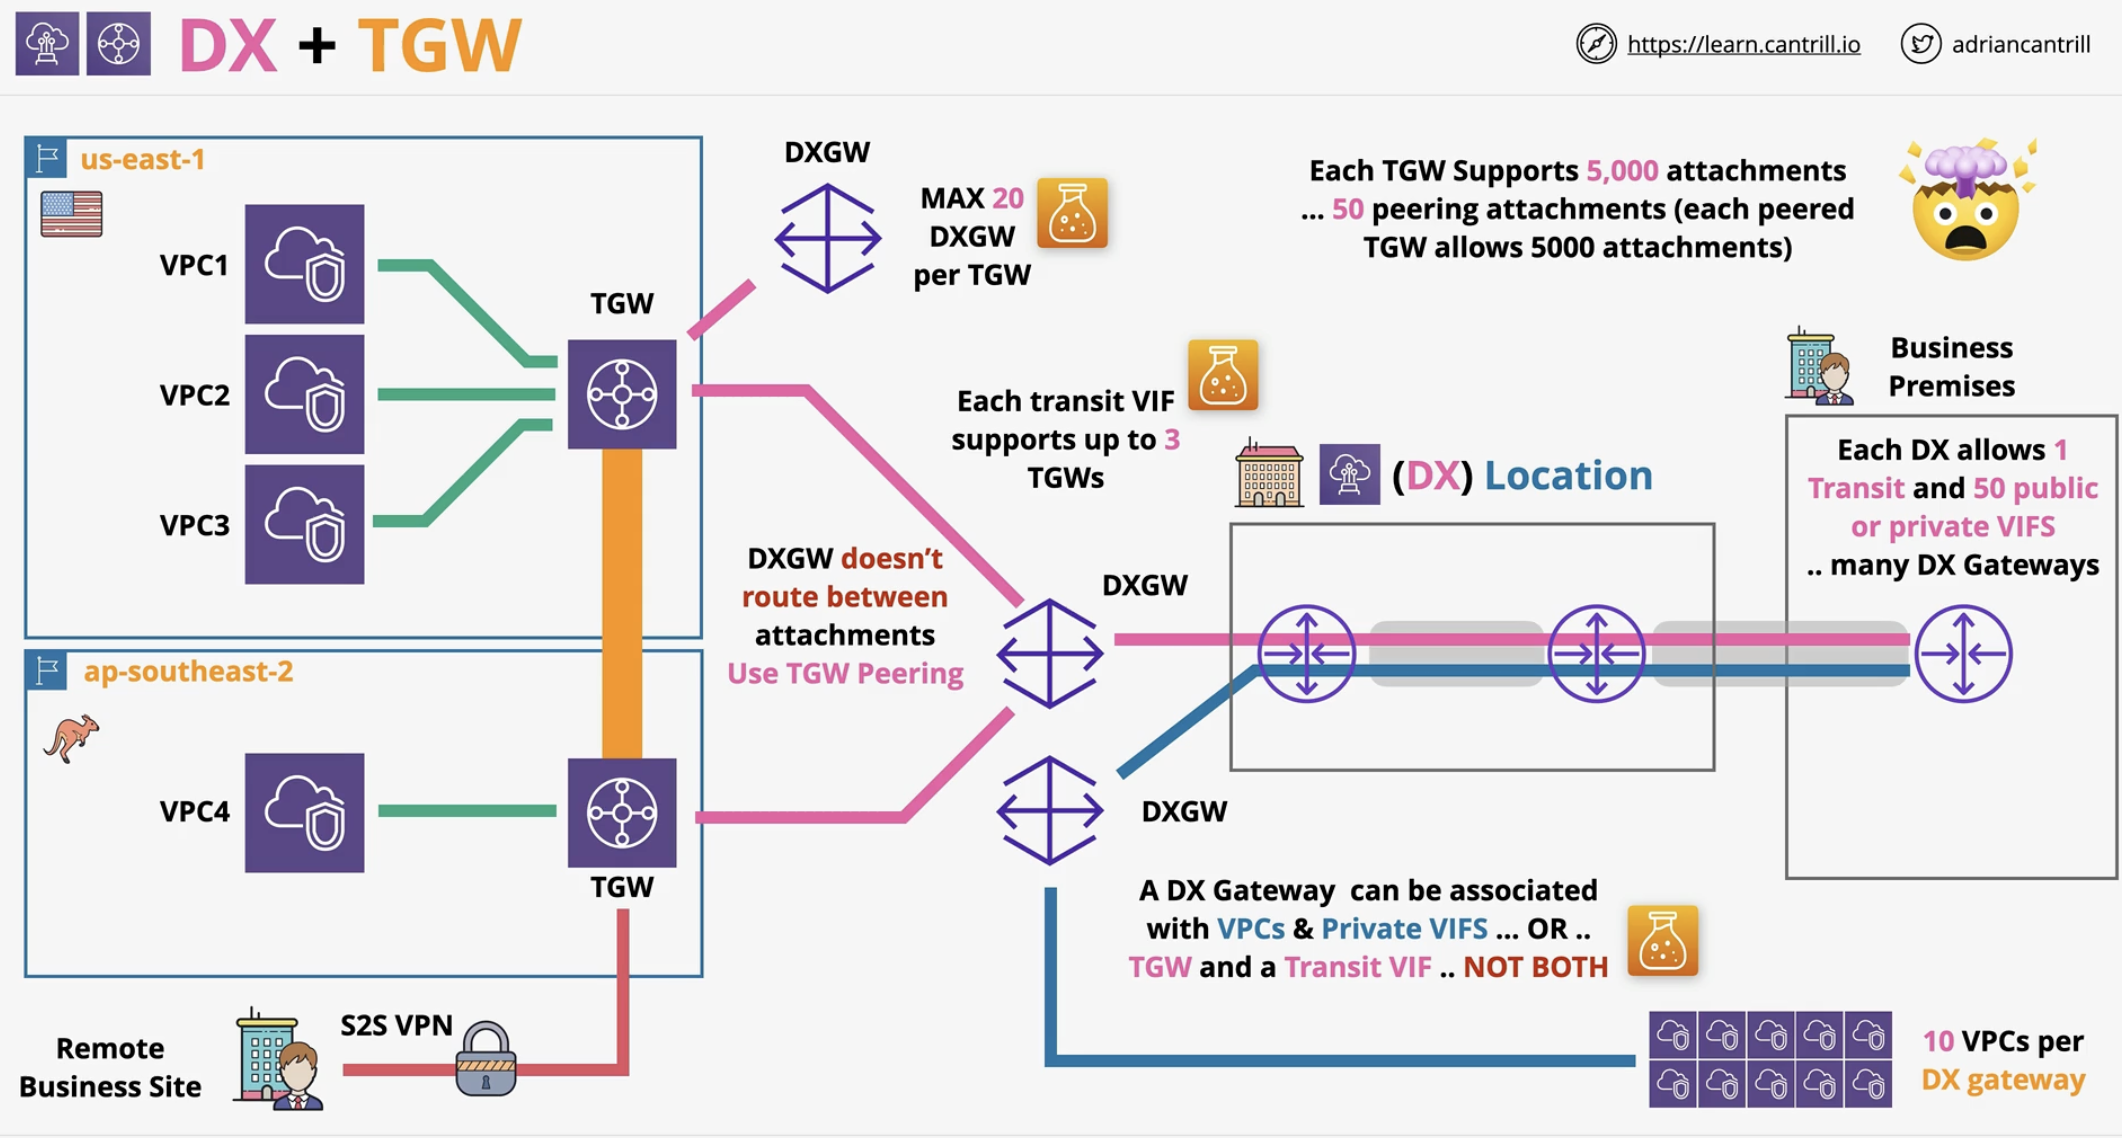 DX + TGW
https://learn.cantrill.io
adriancantrill
us-east-1
VPC1
VPC2
VPC3
TGW
DXGW
MAX 20
DXGW
per TGW
Each TGW Supports 5,000 attachments
... 50 peering attachments (each peered
TGW allows 5000 attachments)
Each transit VIF
supports up to 3
TGWs
(DX) Location
Business
Premises
Each DX allows 1
Transit and 50 public
or private VIFS
.. many DX Gateways
DXGW doesn't
route between
attachments
Use TGW Peering
DXGW
ap-southeast-2
VPC4
TGW
DXGW
A DX Gateway can be associated
with VPCs & Private VIFS ... OR ..
TGW and a Transit VIF .. NOT BOTH
Remote
Business Site
S2S VPN
10 VPCs per
DX gateway